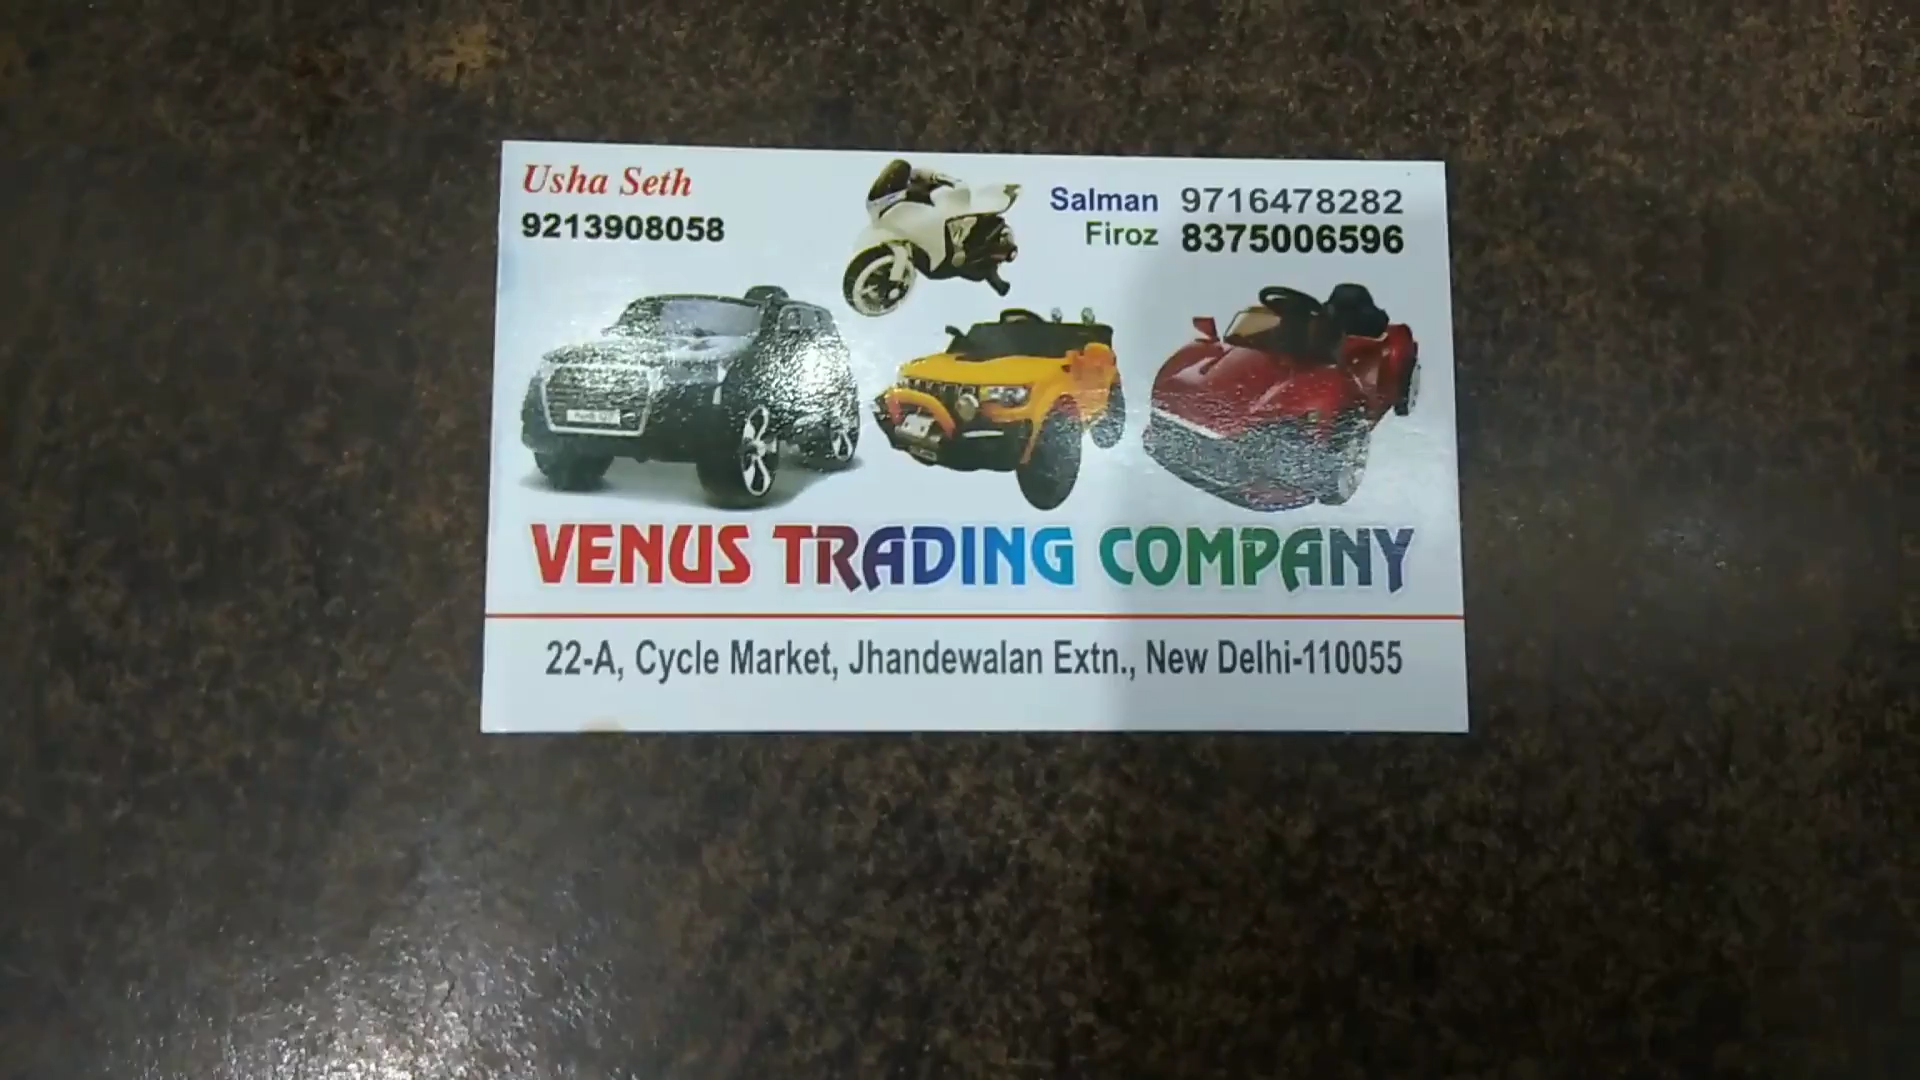 Usha Seth
9213908058
Salman 9716478282
Firoz 8375006596
VENUS TRADING COMPANY
22-A, Cycle Market, Jhandewalan Extn., New Delhi-110055